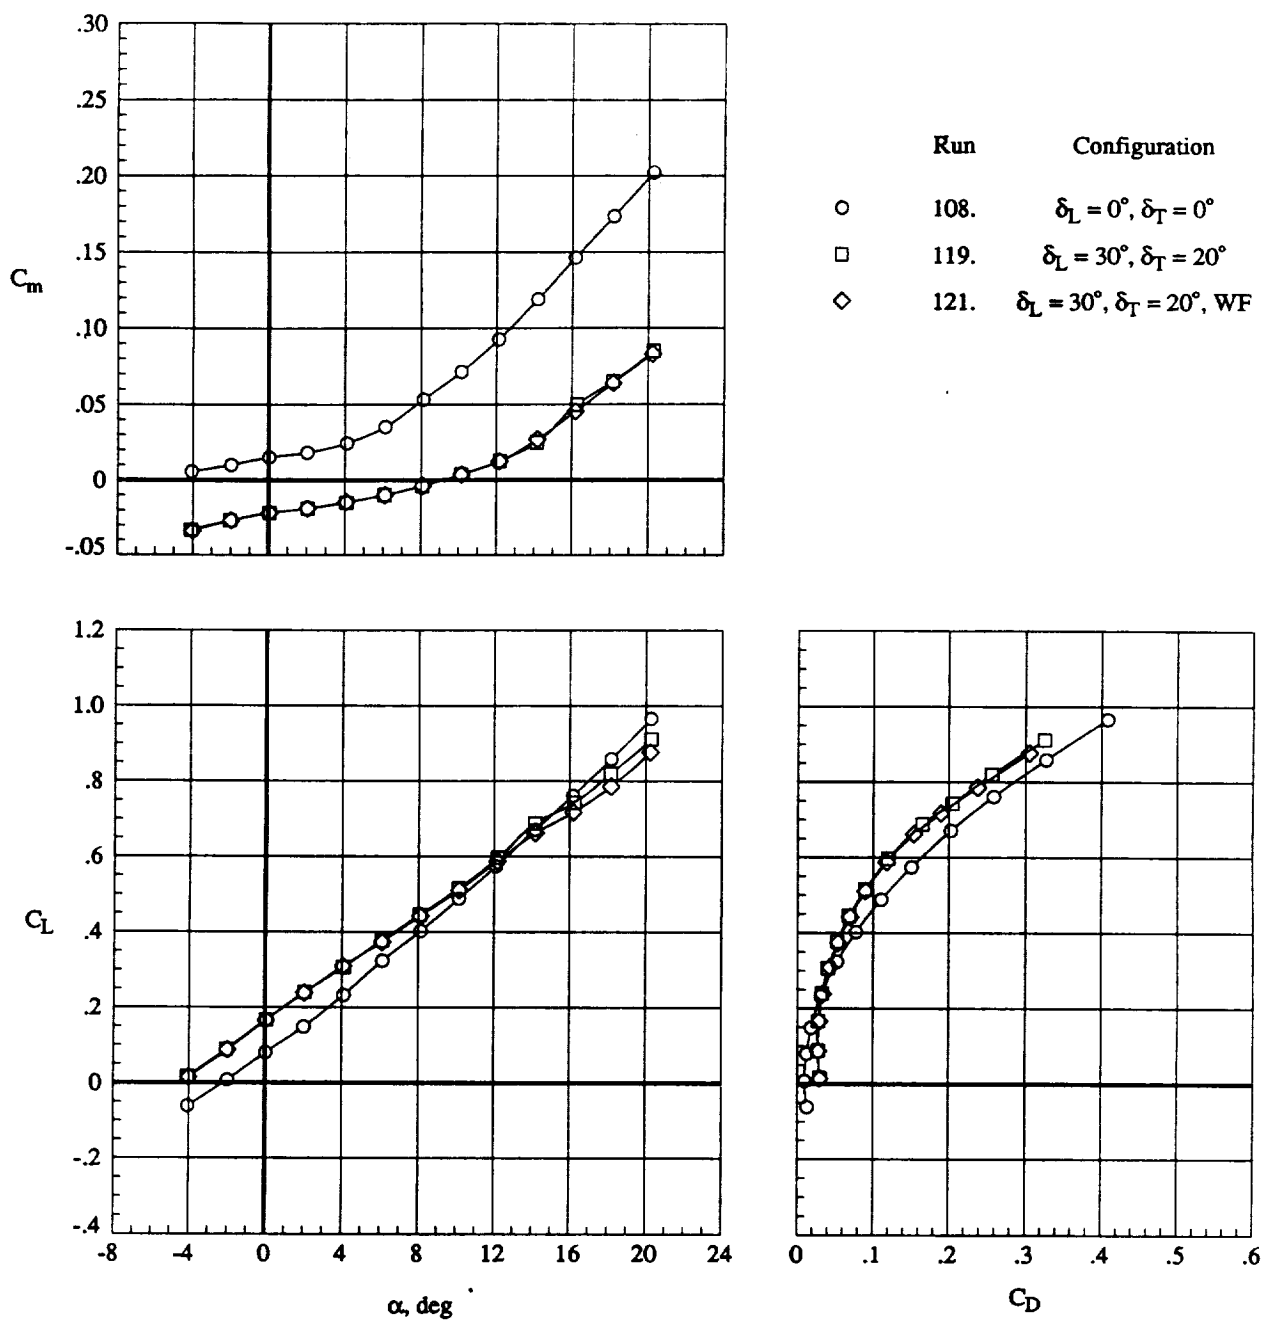 .30
.25
.20
.15
.10
.05
0
-.05
Cm
Run Configuration
108. δL = 0°, δT = 0°
119. δL = 30°, δT = 20°
121. δL = 30°, δT = 20°, WF
1.2
1.0
.8
.6
.4
.2
0
-.2
-.4
CL
-8 -4 0 4 8 12 16 20 24
α, deg
0 .1 .2 .3 .4 .5 .6
CD